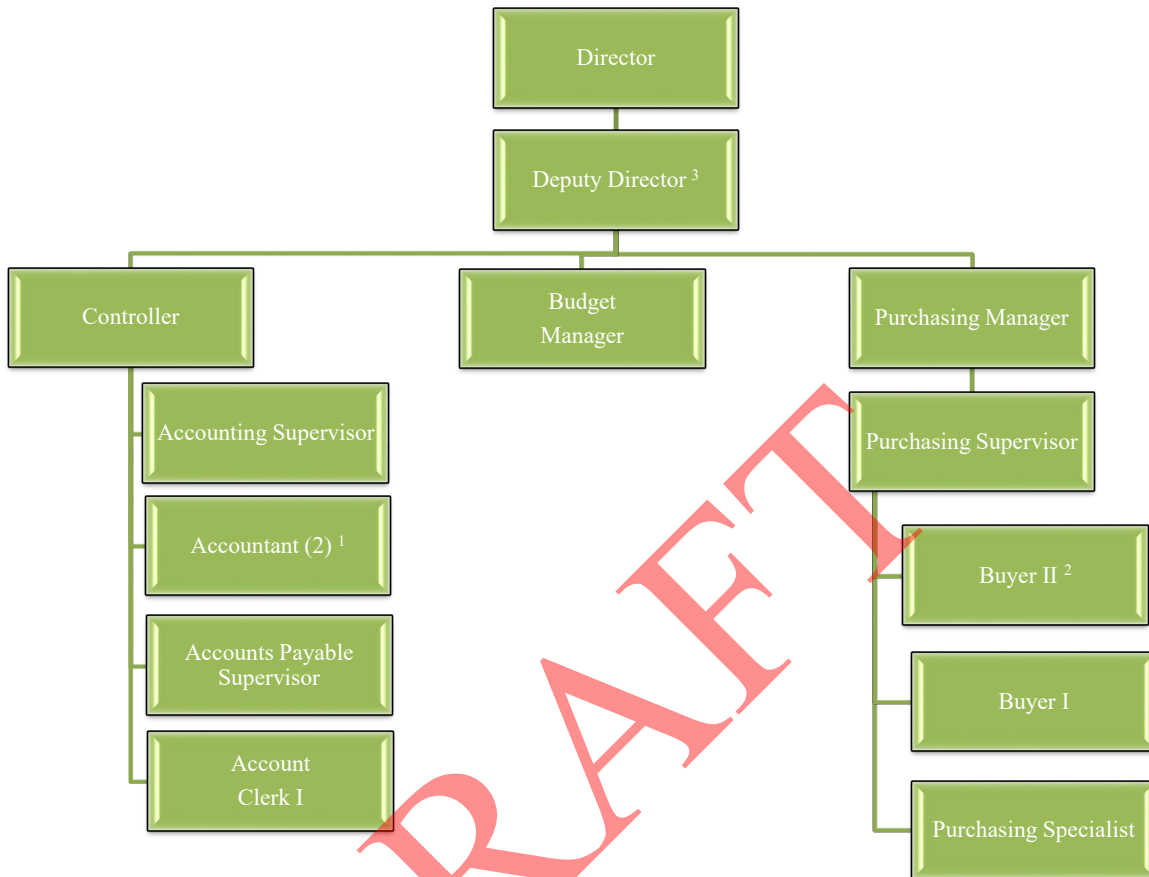 Director
Deputy Director ³
Controller
Budget
Manager
Purchasing Manager
Accounting Supervisor
Accountant (2) ¹
Accounts Payable
Supervisor
Account
Clerk I
Purchasing Supervisor
Buyer II ²
Buyer I
Purchasing Specialist
RAFT